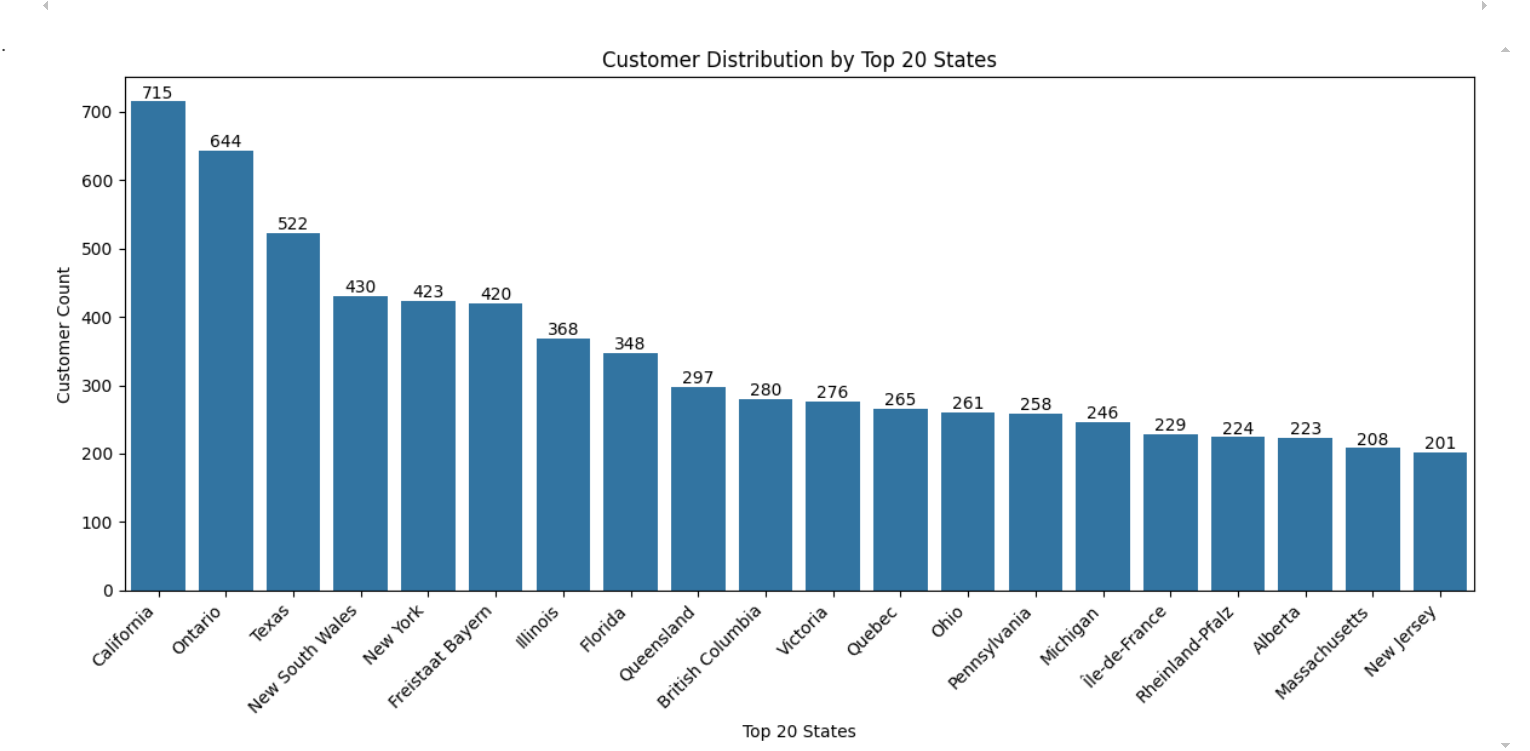 .
Customer Distribution by Top 20 States
Customer Count
700
600
500
400
300
200
100
0
715
644
522
430
423
420
368
348
297
280
276
265
261
258
246
229
224
223
208
201
California
Ontario
Texas
New South Wales
New York
Freistaat Bayern
Illinois
Florida
Queensland
British Columbia
Victoria
Quebec
Ohio
Pennsylvania
Michigan
Île-de-France
Rheinland-Pfalz
Alberta
Massachusetts
New Jersey
Top 20 States